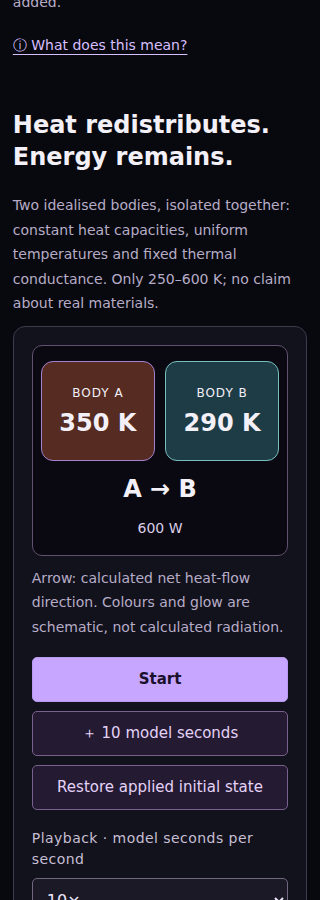 added.
ⓘ What does this mean?
Heat redistributes.
Energy remains.
Two idealised bodies, isolated together:
constant heat capacities, uniform
temperatures and fixed thermal
conductance. Only 250–600 K; no claim
about real materials.
BODY A
350 K
BODY B
290 K
A → B
600 W
Arrow: calculated net heat-flow
direction. Colours and glow are
schematic, not calculated radiation.
Start
+ 10 model seconds
Restore applied initial state
Playback · model seconds per
second
10×